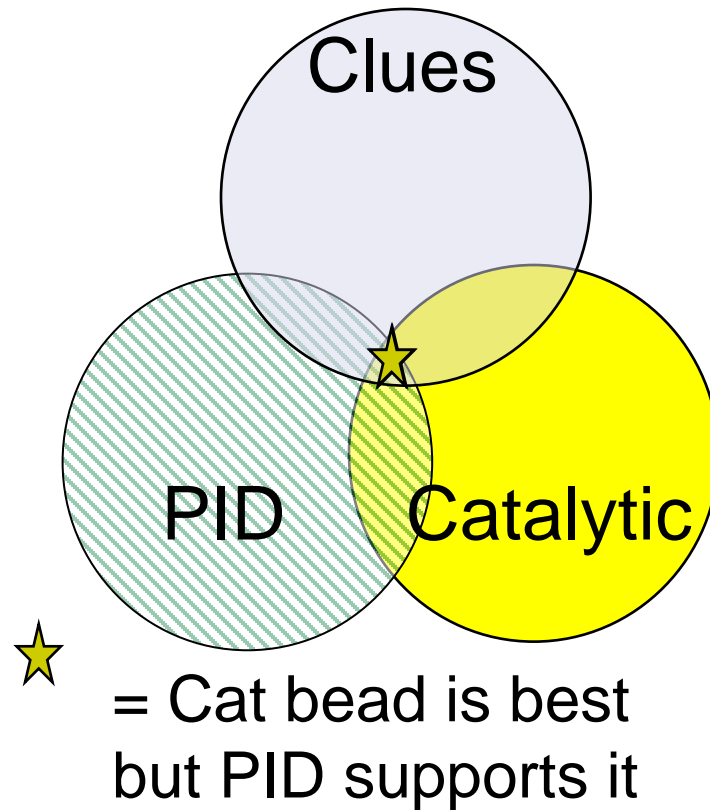 Clues
PID
Catalytic
= Cat bead is best
but PID supports it